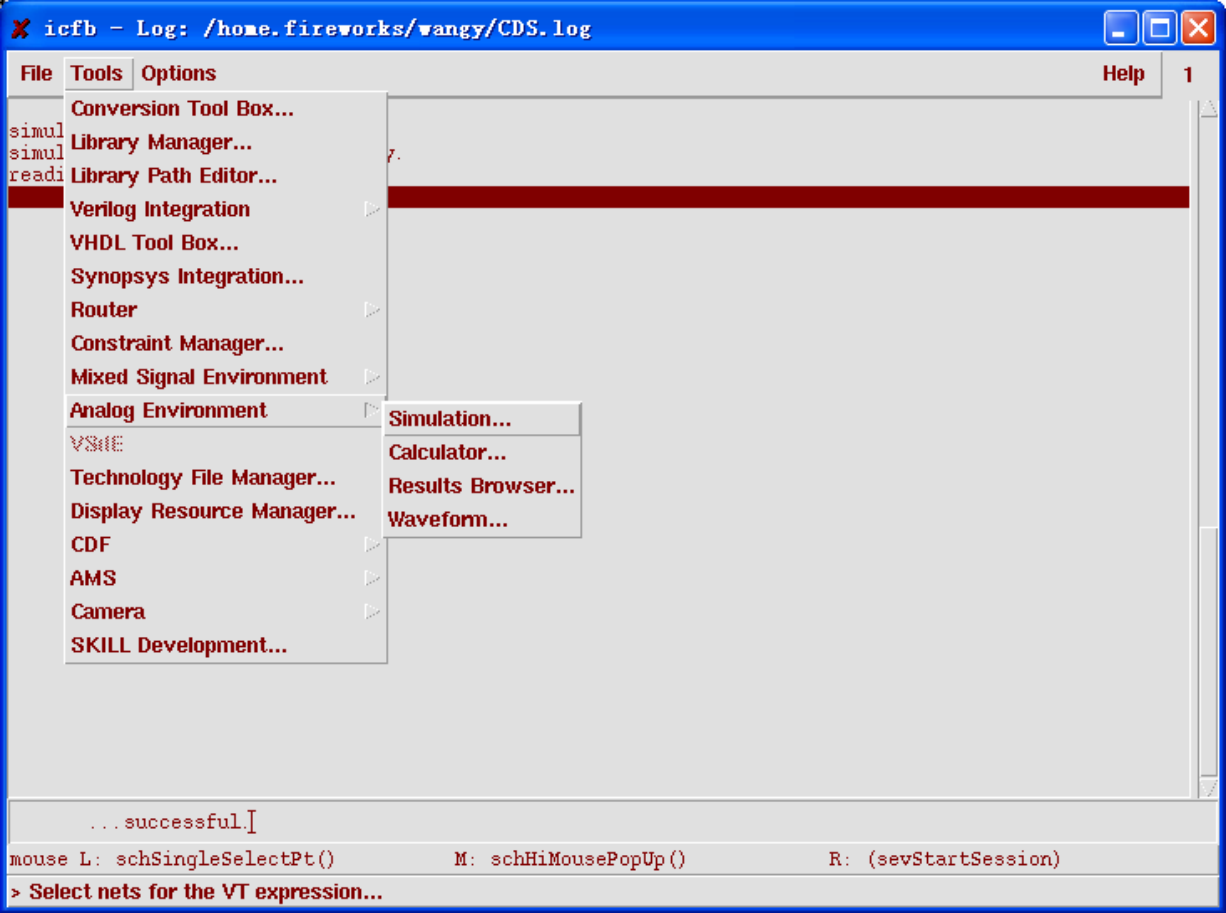 icfb - Log: /home.fireworks/wangy/CDS.log
File Tools Options Help 1
simul
simul y.
readi
Conversion Tool Box...
Library Manager...
Library Path Editor...
Verilog Integration
VHDL Tool Box...
Synopsys Integration...
Router
Constraint Manager...
Mixed Signal Environment
Analog Environment
VSdE
Technology File Manager...
Display Resource Manager...
CDF
AMS
Camera
SKILL Development...
Simulation...
Calculator...
Results Browser...
Waveform...
...successful.
mouse L: schSingleSelectPt() M: schHiMousePopUp() R: (sevStartSession)
> Select nets for the VT expression...